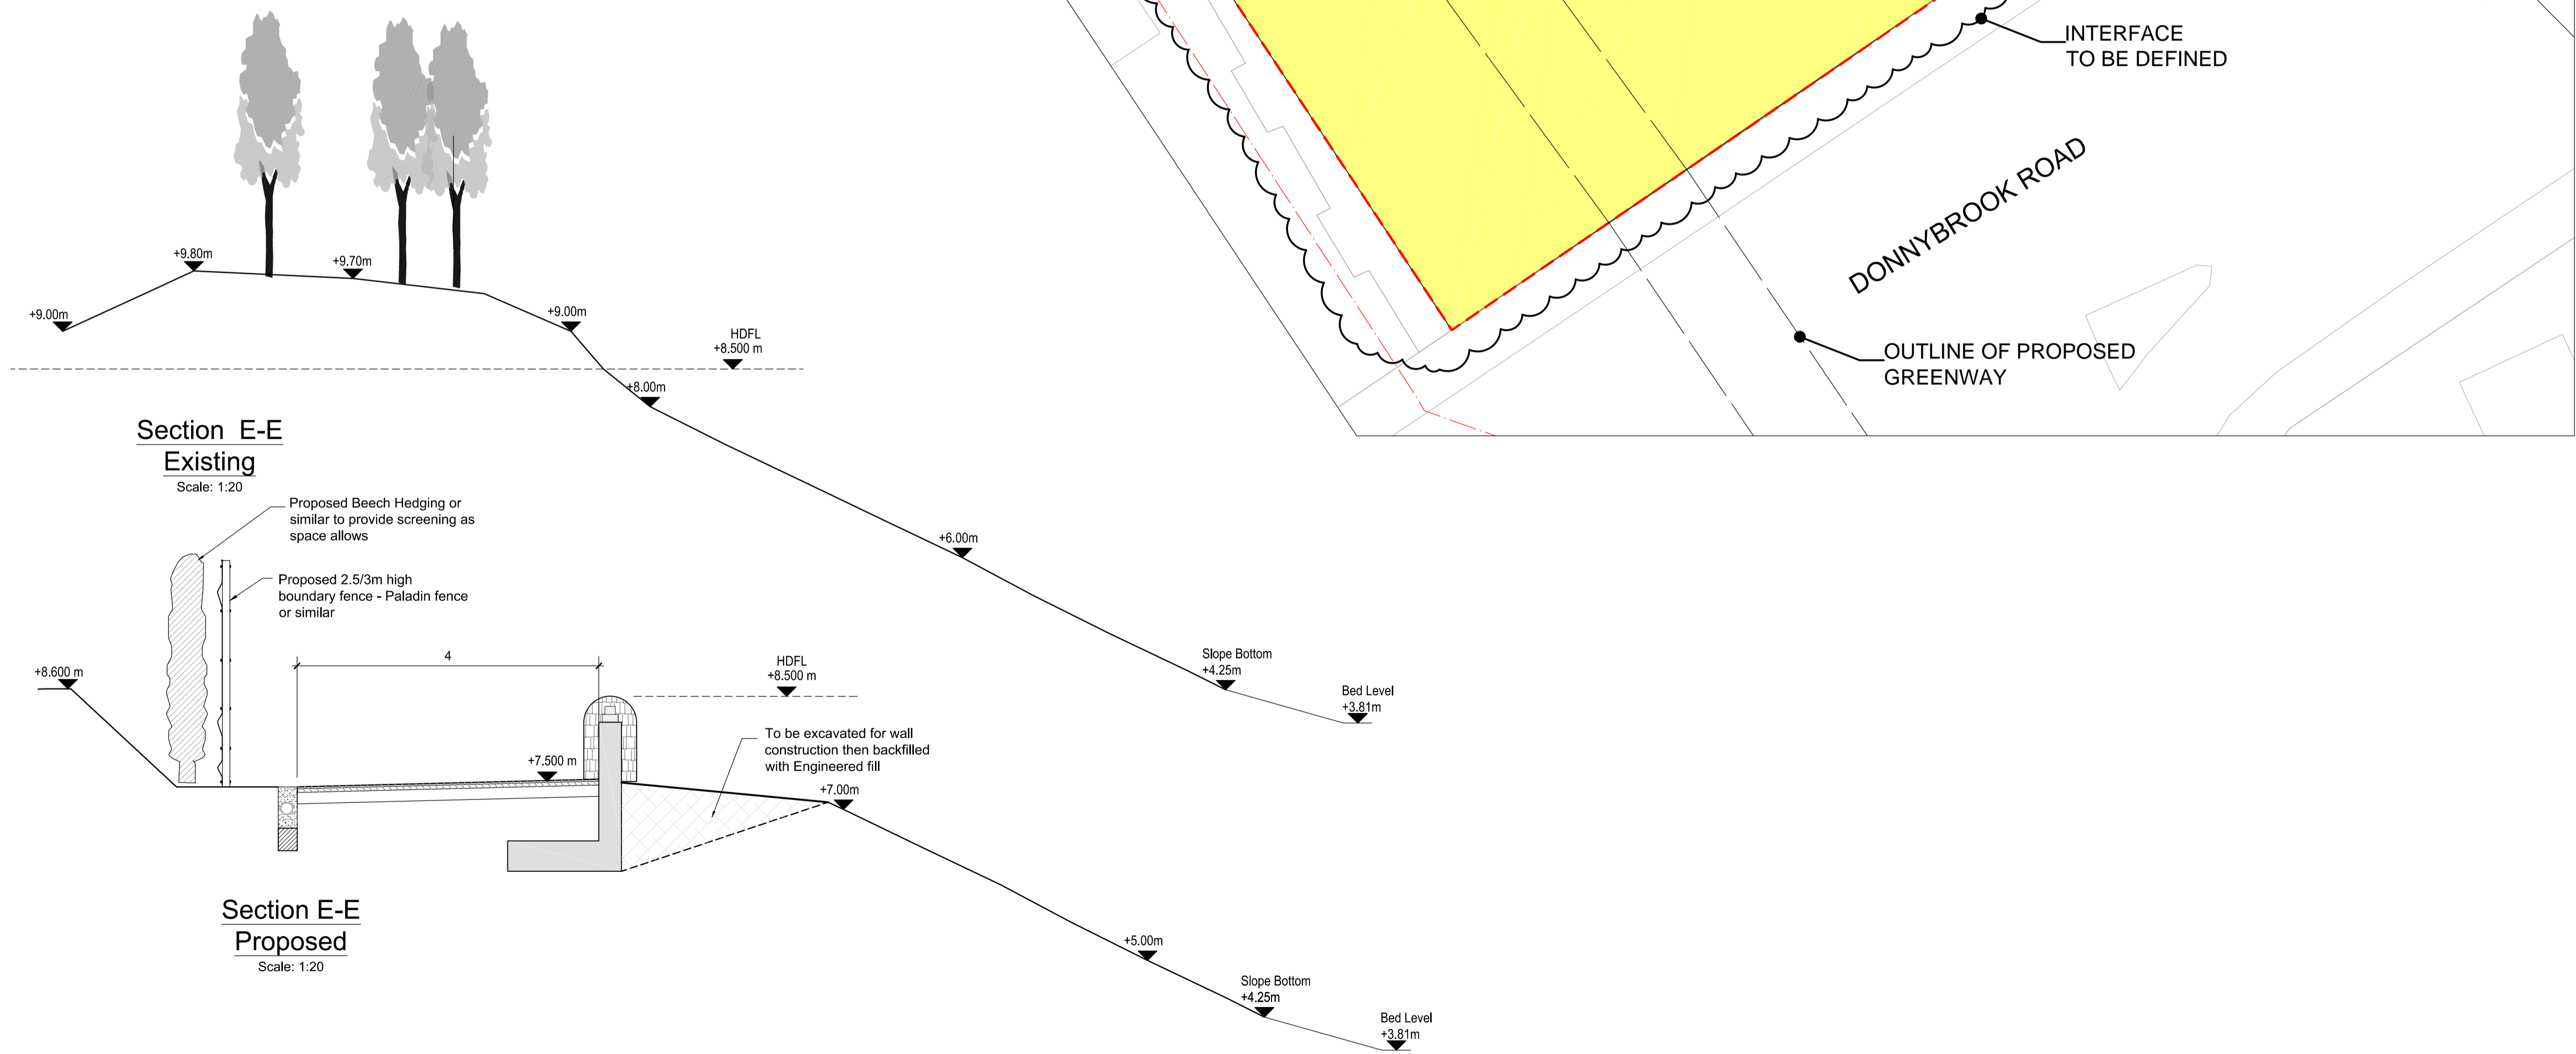 INTERFACE
TO BE DEFINED
DONNYBROOK ROAD
OUTLINE OF PROPOSED
GREENWAY
+9.80m
+9.70m
+9.00m
+9.00m
HDFL
+8.500 m
+8.00m
Section E-E
Existing
Scale: 1:20
+6.00m
Slope Bottom
+4.25m
Bed Level
+3.81m
Proposed Beech Hedging or
similar to provide screening as
space allows
Proposed 2.5/3m high
boundary fence - Paladin fence
or similar
+8.600 m
4
HDFL
+8.500 m
+7.500 m
To be excavated for wall
construction then backfilled
with Engineered fill
+7.00m
+5.00m
Slope Bottom
+4.25m
Bed Level
+3.81m
Section E-E
Proposed
Scale: 1:20